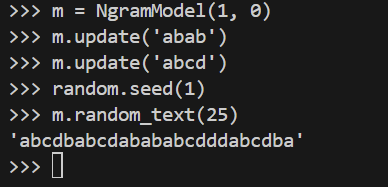 >>> m = NgramModel(1, 0)
>>> m.update('abab')
>>> m.update('abcd')
>>> random.seed(1)
>>> m.random_text(25)
'abcdbabcdabababcdddabcdba'
>>>